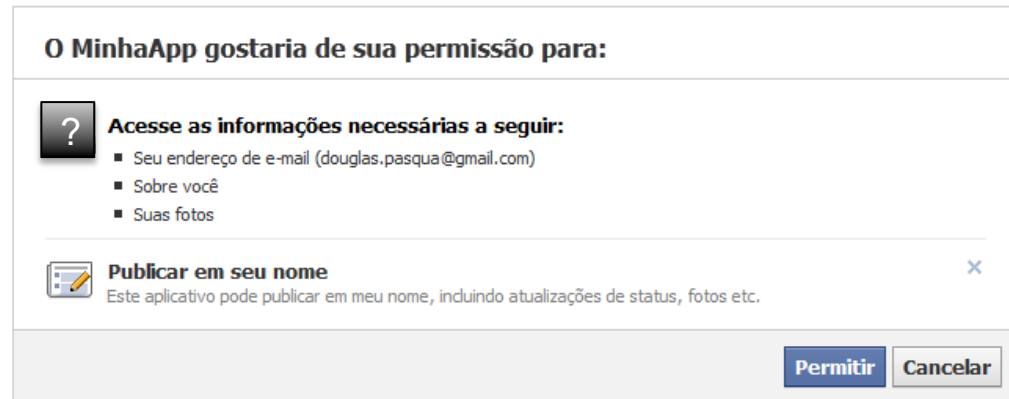 O MinhaApp gostaria de sua permissão para:
?
Acesse as informações necessárias a seguir:
Seu endereço de e-mail (douglas.pasqua@gmail.com)
Sobre você
Suas fotos
Publicar em seu nome
Este aplicativo pode publicar em meu nome, incluindo atualizações de status, fotos etc.
Permitir Cancelar